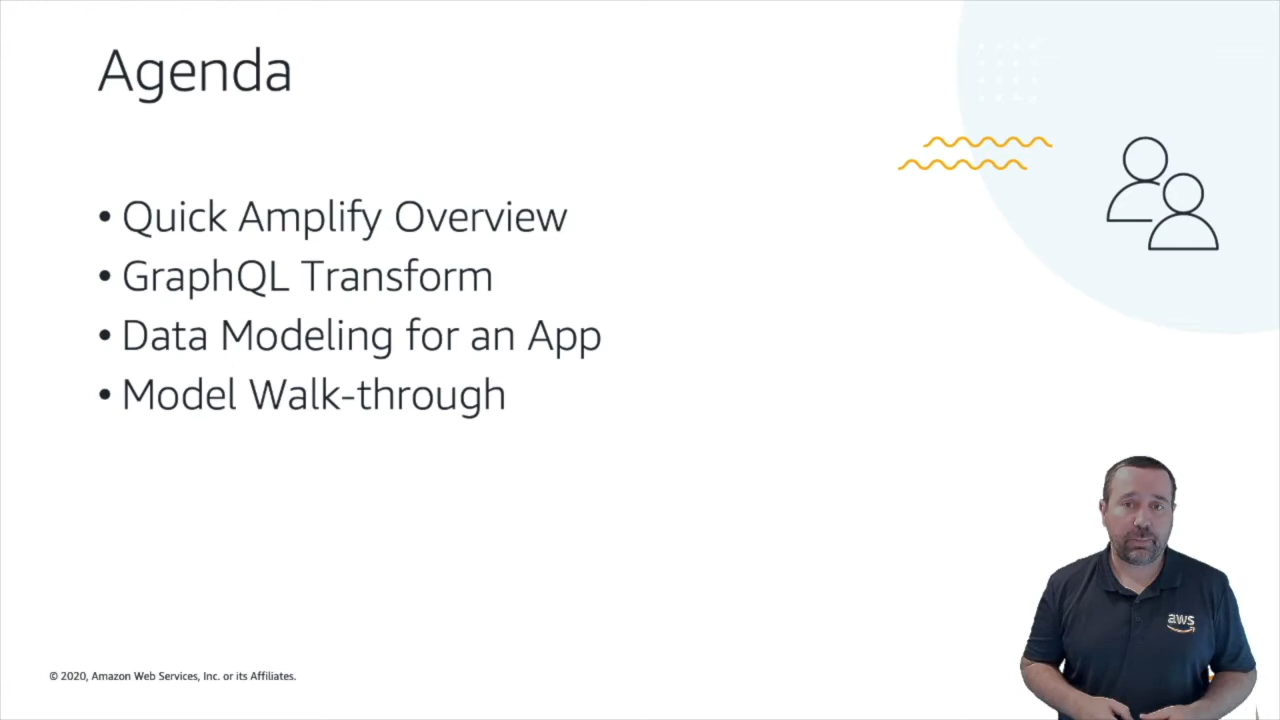 Agenda
• Quick Amplify Overview
• GraphQL Transform
• Data Modeling for an App
• Model Walk-through
aws
© 2020, Amazon Web Services, Inc. or its Affiliates.